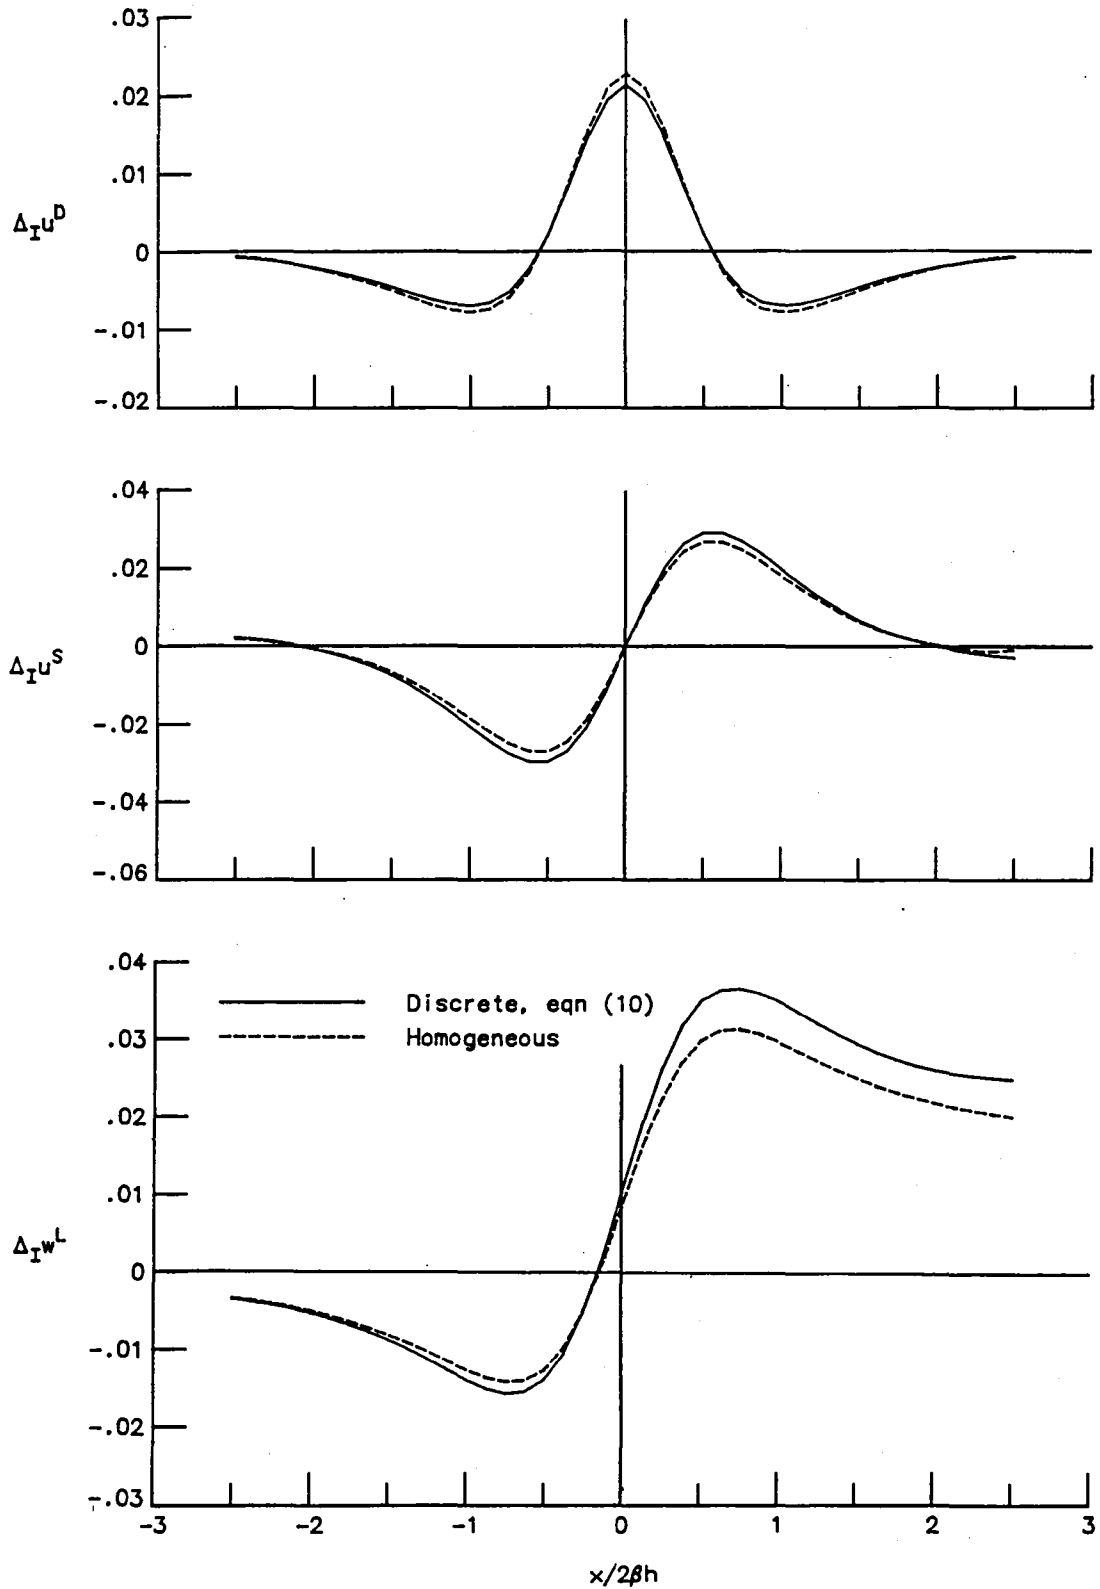 .03
.02
.01
0
-.01
-.02
Δ_I u^D
.04
.02
0
-.02
-.04
-.06
Δ_I u^S
.04
.03
.02
.01
0
-.01
-.02
-.03
Δ_I w^L
Discrete, eqn (10)
Homogeneous
-3 -2 -1 0 1 2 3
x/2βh